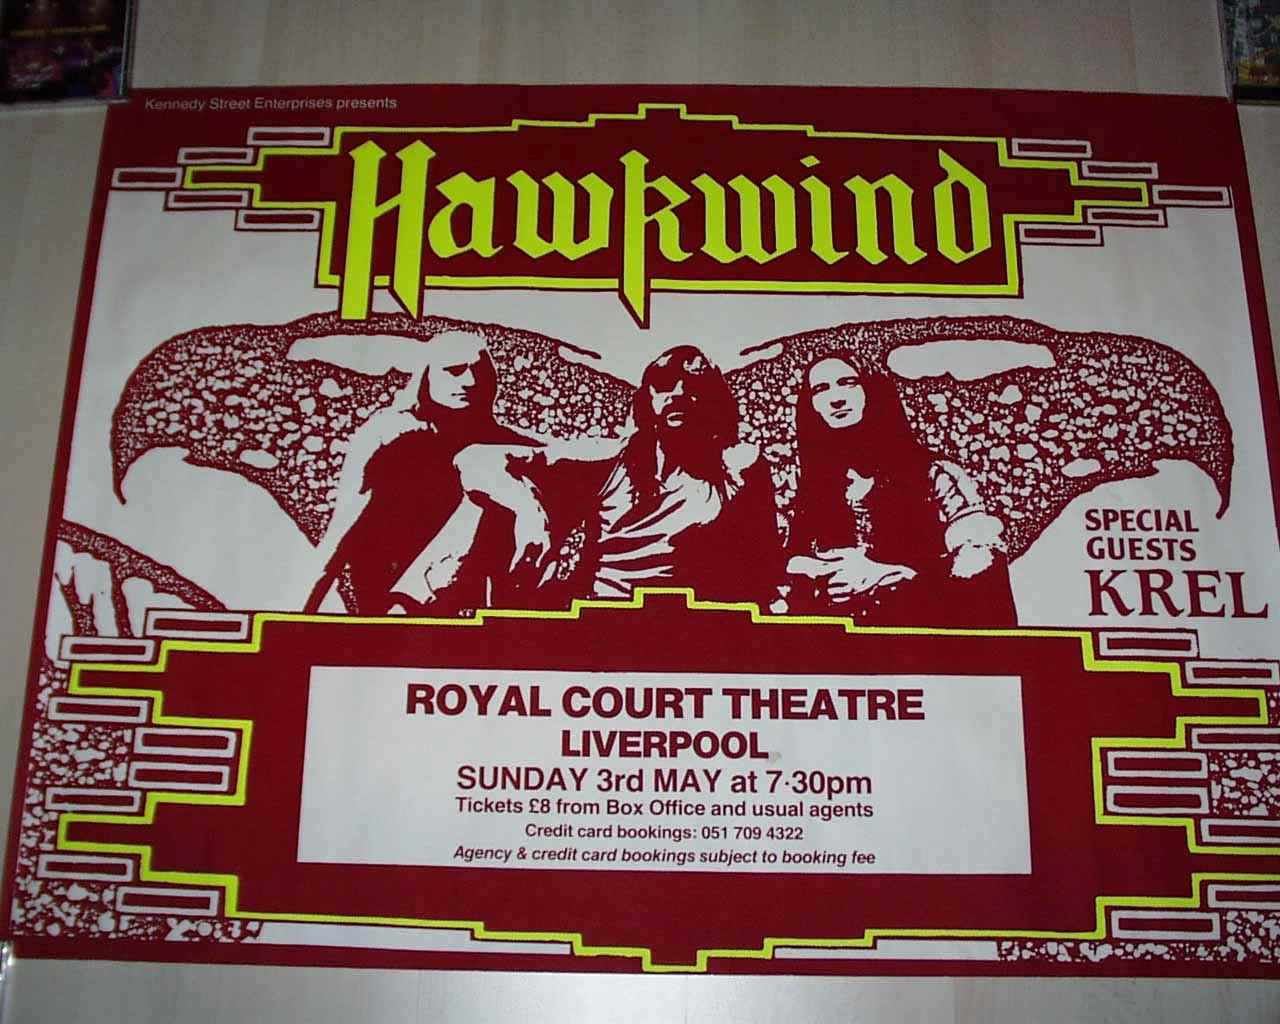 Kennedy Street Enterprises presents
Hawkwind
SPECIAL
GUESTS
KREL
ROYAL COURT THEATRE
LIVERPOOL
SUNDAY 3rd MAY at 7·30pm
Tickets £8 from Box Office and usual agents
Credit card bookings: 051 709 4322
Agency & credit card bookings subject to booking fee